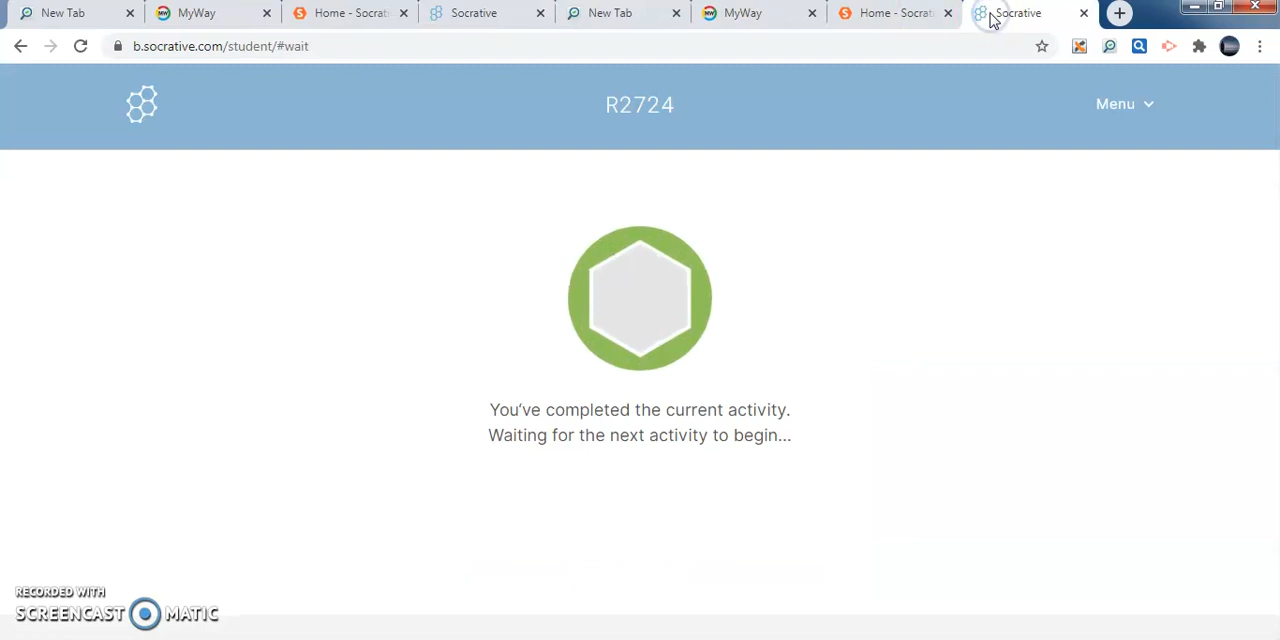 New Tab MyWay Home - Socrat Socrative New Tab MyWay Home - Socrat Socrative
b.socrative.com/student/#wait
R2724
Menu
You've completed the current activity.
Waiting for the next activity to begin...
RECORDED WITH
SCREENCAST MATIC